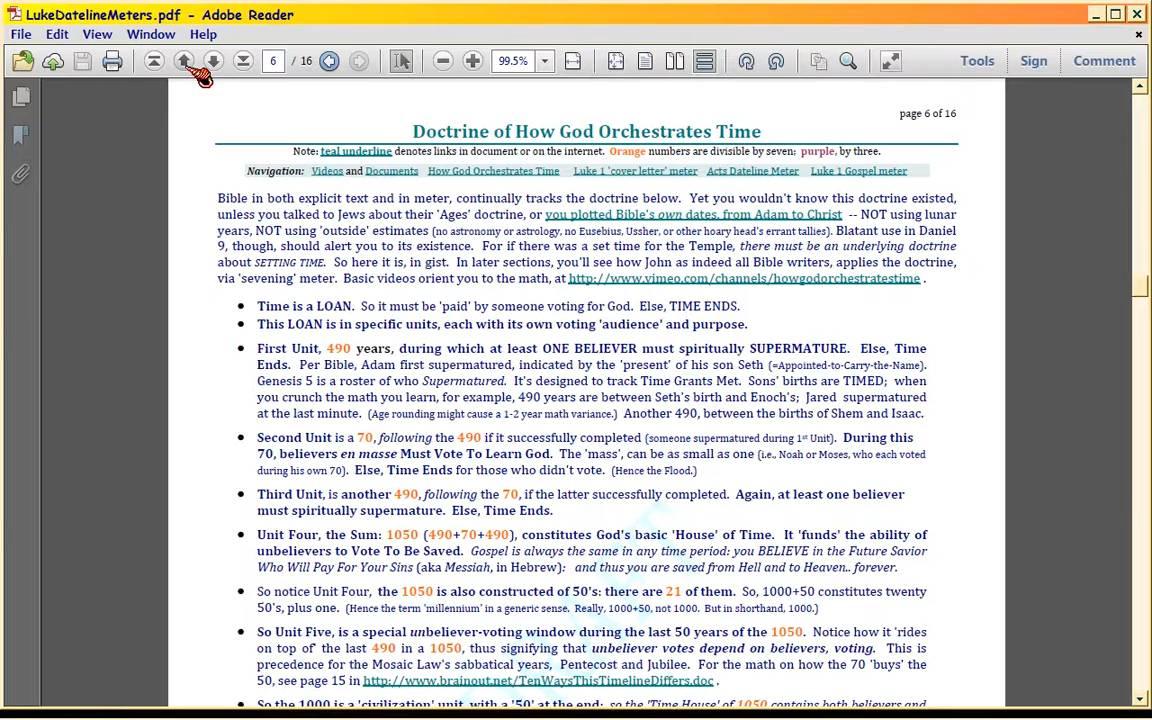 LukeDatelineMeters.pdf - Adobe Reader
File Edit View Window Help
6 / 16 99.5% Tools Sign Comment
page 6 of 16
Doctrine of How God Orchestrates Time
Note: teal underline denotes links in document or on the internet. Orange numbers are divisible by seven; purple, by three.
Navigation: Videos and Documents How God Orchestrates Time Luke 1 'cover letter' meter Acts Dateline Meter Luke 1 Gospel meter
Bible in both explicit text and in meter, continually tracks the doctrine below. Yet you wouldn't know this doctrine existed,
unless you talked to Jews about their 'Ages' doctrine, or you plotted Bible's own dates, from Adam to Christ -- NOT using lunar
years, NOT using 'outside' estimates (no astronomy or astrology, no Eusebius, Ussher, or other hoary head's errant tallies). Blatant use in Daniel
9, though, should alert you to its existence. For if there was a set time for the Temple, there must be an underlying doctrine
about SETTING TIME. So here it is, in gist. In later sections, you'll see how John as indeed all Bible writers, applies the doctrine,
via 'sevening' meter. Basic videos orient you to the math, at http://www.vimeo.com/channels/howgodorchestratestime .
• Time is a LOAN. So it must be 'paid' by someone voting for God. Else, TIME ENDS.
• This LOAN is in specific units, each with its own voting 'audience' and purpose.
• First Unit, 490 years, during which at least ONE BELIEVER must spiritually SUPERMATURE. Else, Time
Ends. Per Bible, Adam first supermatured, indicated by the 'present' of his son Seth (=Appointed-to-Carry-the-Name).
Genesis 5 is a roster of who Supermatured. It's designed to track Time Grants Met. Sons' births are TIMED; when
you crunch the math you learn, for example, 490 years are between Seth's birth and Enoch's; Jared supermatured
at the last minute. (Age rounding might cause a 1-2 year math variance.) Another 490, between the births of Shem and Isaac.
• Second Unit is a 70, following the 490 if it successfully completed (someone supermatured during 1st Unit). During this
70, believers en masse Must Vote To Learn God. The 'mass', can be as small as one (i.e., Noah or Moses, who each voted
during his own 70). Else, Time Ends for those who didn't vote. (Hence the Flood.)
• Third Unit, is another 490, following the 70, if the latter successfully completed. Again, at least one believer
must spiritually supermature. Else, Time Ends.
• Unit Four, the Sum: 1050 (490+70+490), constitutes God's basic 'House' of Time. It 'funds' the ability of
unbelievers to Vote To Be Saved. Gospel is always the same in any time period: you BELIEVE in the Future Savior
Who Will Pay For Your Sins (aka Messiah, in Hebrew): and thus you are saved from Hell and to Heaven.. forever.
• So notice Unit Four, the 1050 is also constructed of 50's: there are 21 of them. So, 1000+50 constitutes twenty
50's, plus one. (Hence the term 'millennium' in a generic sense. Really, 1000+50, not 1000. But in shorthand, 1000.)
• So Unit Five, is a special unbeliever-voting window during the last 50 years of the 1050. Notice how it 'rides
on top of' the last 490 in a 1050, thus signifying that unbeliever votes depend on believers, voting. This is
precedence for the Mosaic Law's sabbatical years, Pentecost and Jubilee. For the math on how the 70 'buys' the
50, see page 15 in http://www.brainout.net/TenWaysThisTimelineDiffers.doc .
• So the 1000 is a 'civilization' unit, with a '50' at the end: so the 'Time House' of 1050 contains both believers and